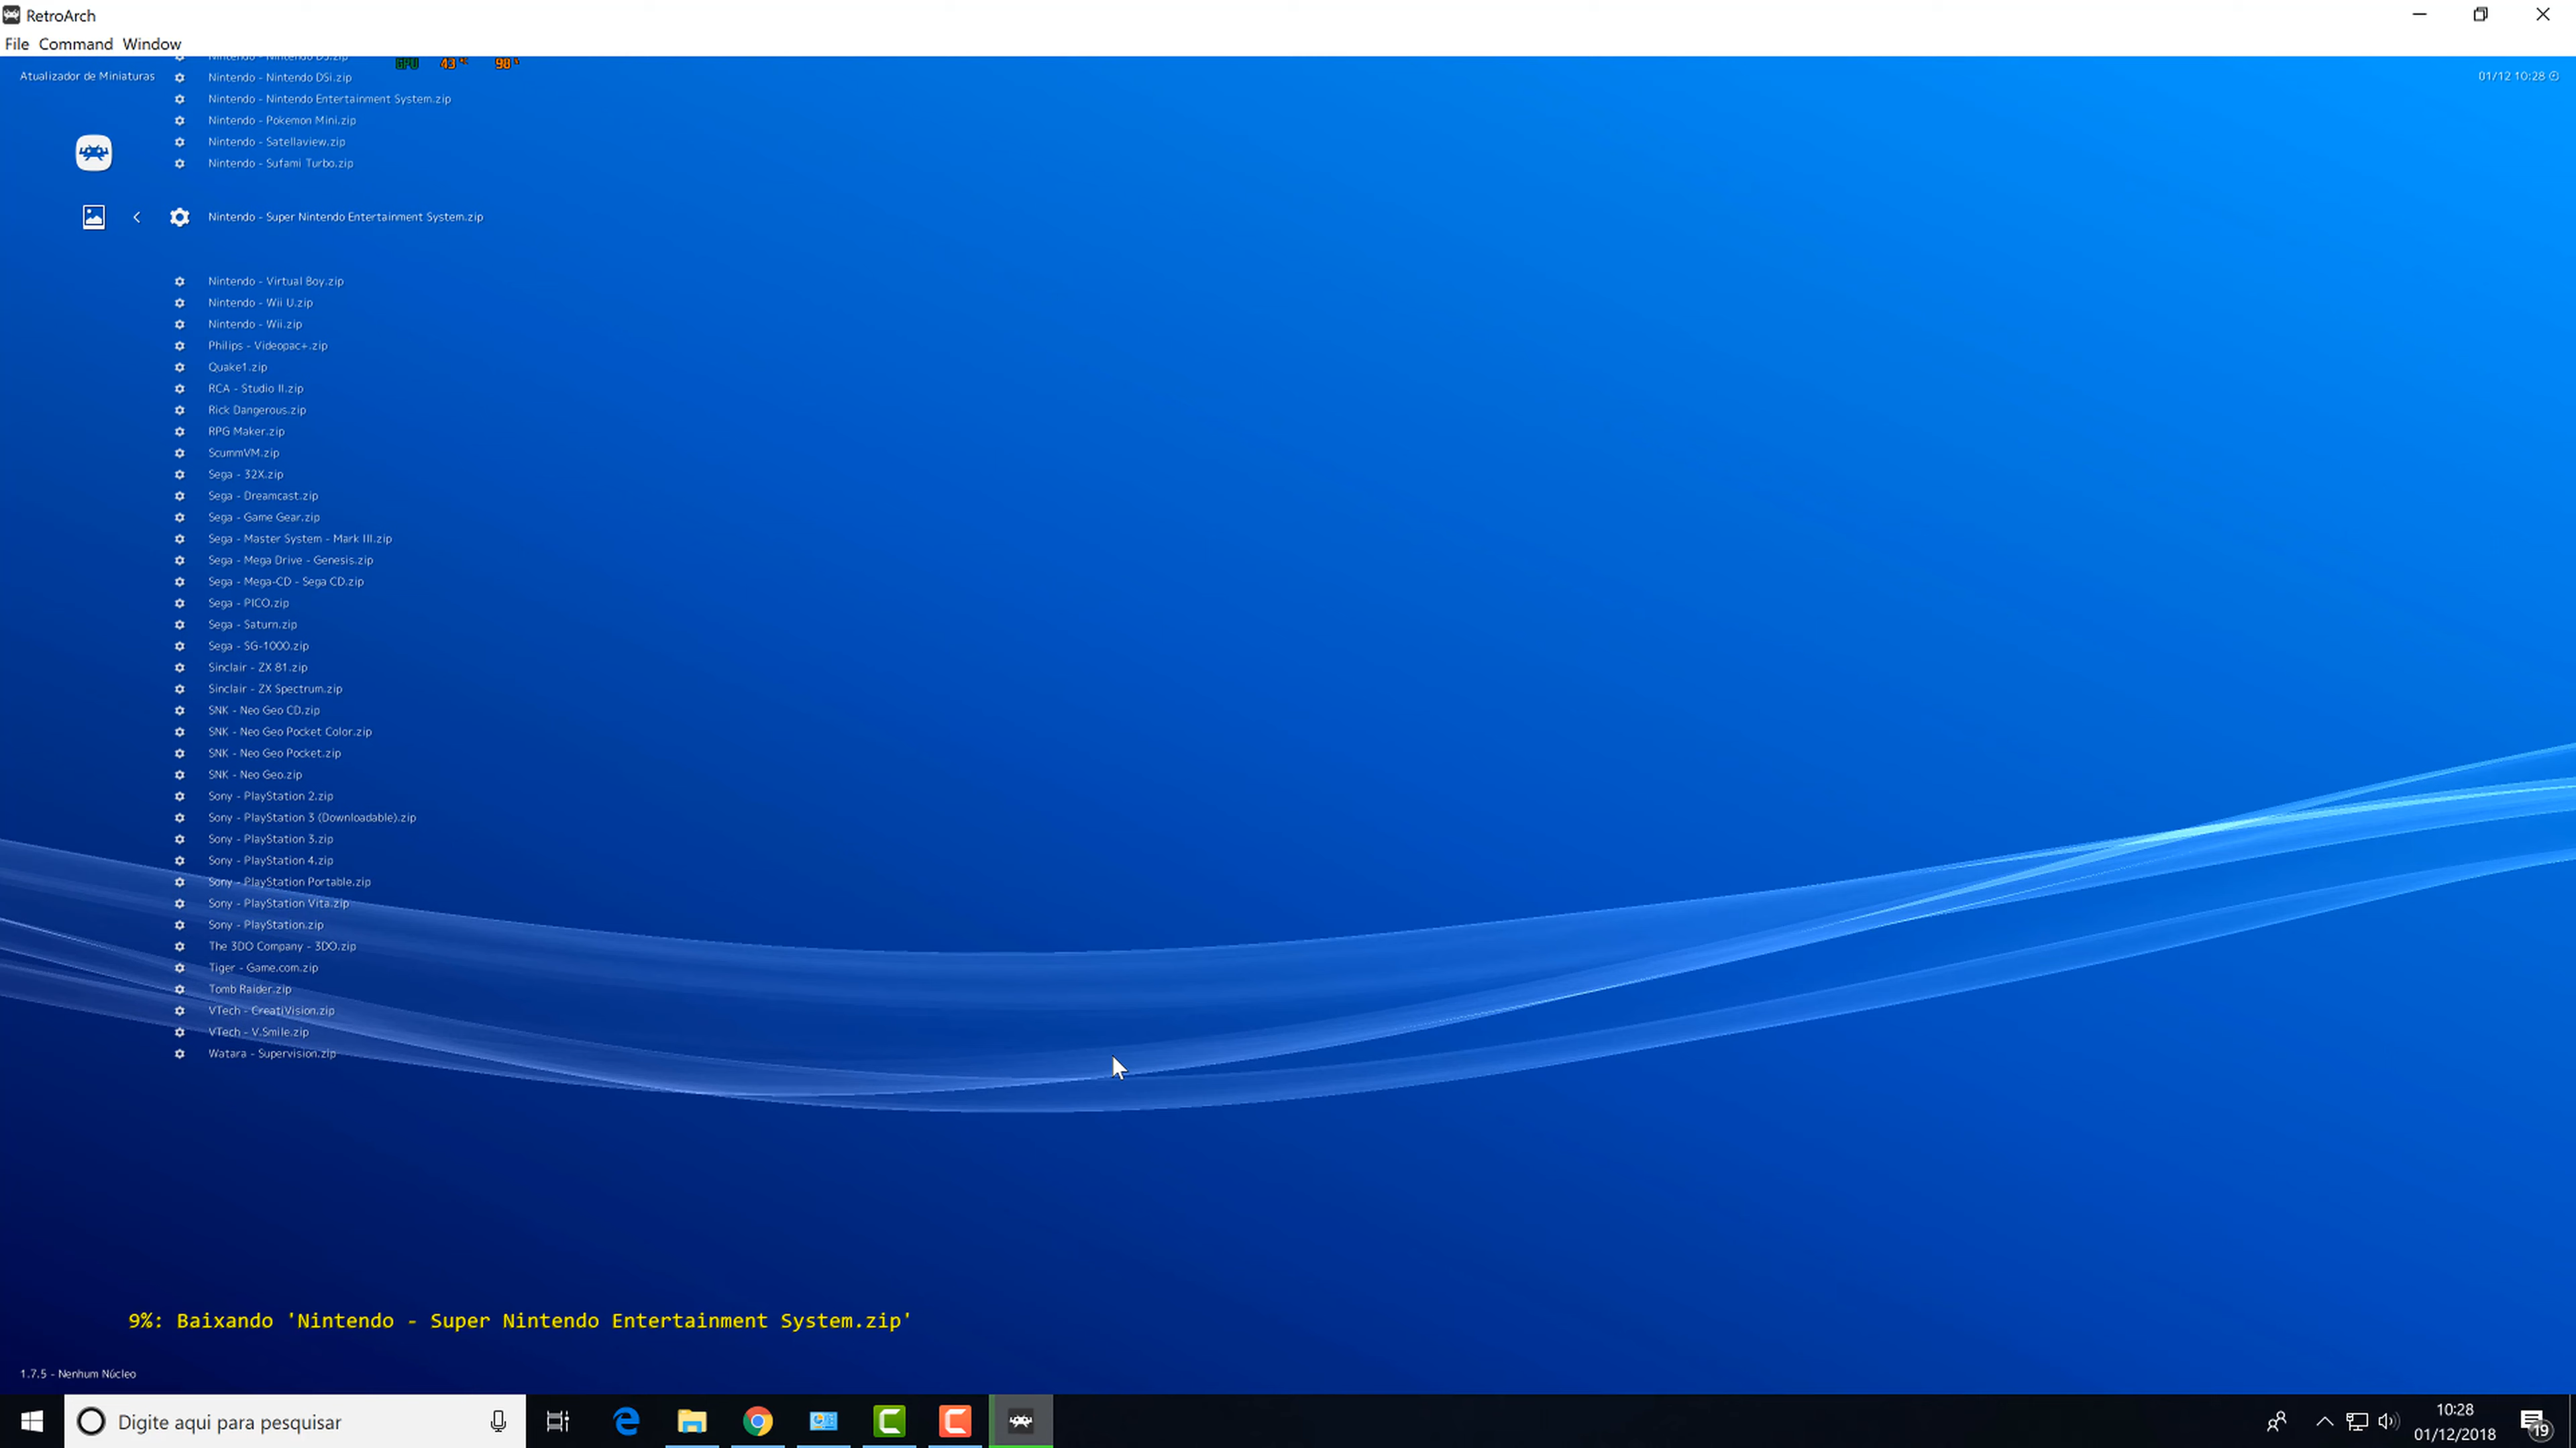 RetroArch
File Command Window
Nintendo - Nintendo DS.zip
GPU 43 °C 98 %
Atualizador de Miniaturas
01/12 10:28
Nintendo - Nintendo DSi.zip
Nintendo - Nintendo Entertainment System.zip
Nintendo - Pokemon Mini.zip
Nintendo - Satellaview.zip
Nintendo - Sufami Turbo.zip
Nintendo - Super Nintendo Entertainment System.zip
Nintendo - Virtual Boy.zip
Nintendo - Wii U.zip
Nintendo - Wii.zip
Philips - Videopac+.zip
Quake1.zip
RCA - Studio II.zip
Rick Dangerous.zip
RPG Maker.zip
ScummVM.zip
Sega - 32X.zip
Sega - Dreamcast.zip
Sega - Game Gear.zip
Sega - Master System - Mark III.zip
Sega - Mega Drive - Genesis.zip
Sega - Mega-CD - Sega CD.zip
Sega - PICO.zip
Sega - Saturn.zip
Sega - SG-1000.zip
Sinclair - ZX 81.zip
Sinclair - ZX Spectrum.zip
SNK - Neo Geo CD.zip
SNK - Neo Geo Pocket Color.zip
SNK - Neo Geo Pocket.zip
SNK - Neo Geo.zip
Sony - PlayStation 2.zip
Sony - PlayStation 3 (Downloadable).zip
Sony - PlayStation 3.zip
Sony - PlayStation 4.zip
Sony - PlayStation Portable.zip
Sony - PlayStation Vita.zip
Sony - PlayStation.zip
The 3DO Company - 3DO.zip
Tiger - Game.com.zip
Tomb Raider.zip
VTech - CreatiVision.zip
VTech - V.Smile.zip
Watara - Supervision.zip
9%: Baixando 'Nintendo - Super Nintendo Entertainment System.zip'
1.7.5 - Nenhum Núcleo
Digite aqui para pesquisar
10:28
01/12/2018
19